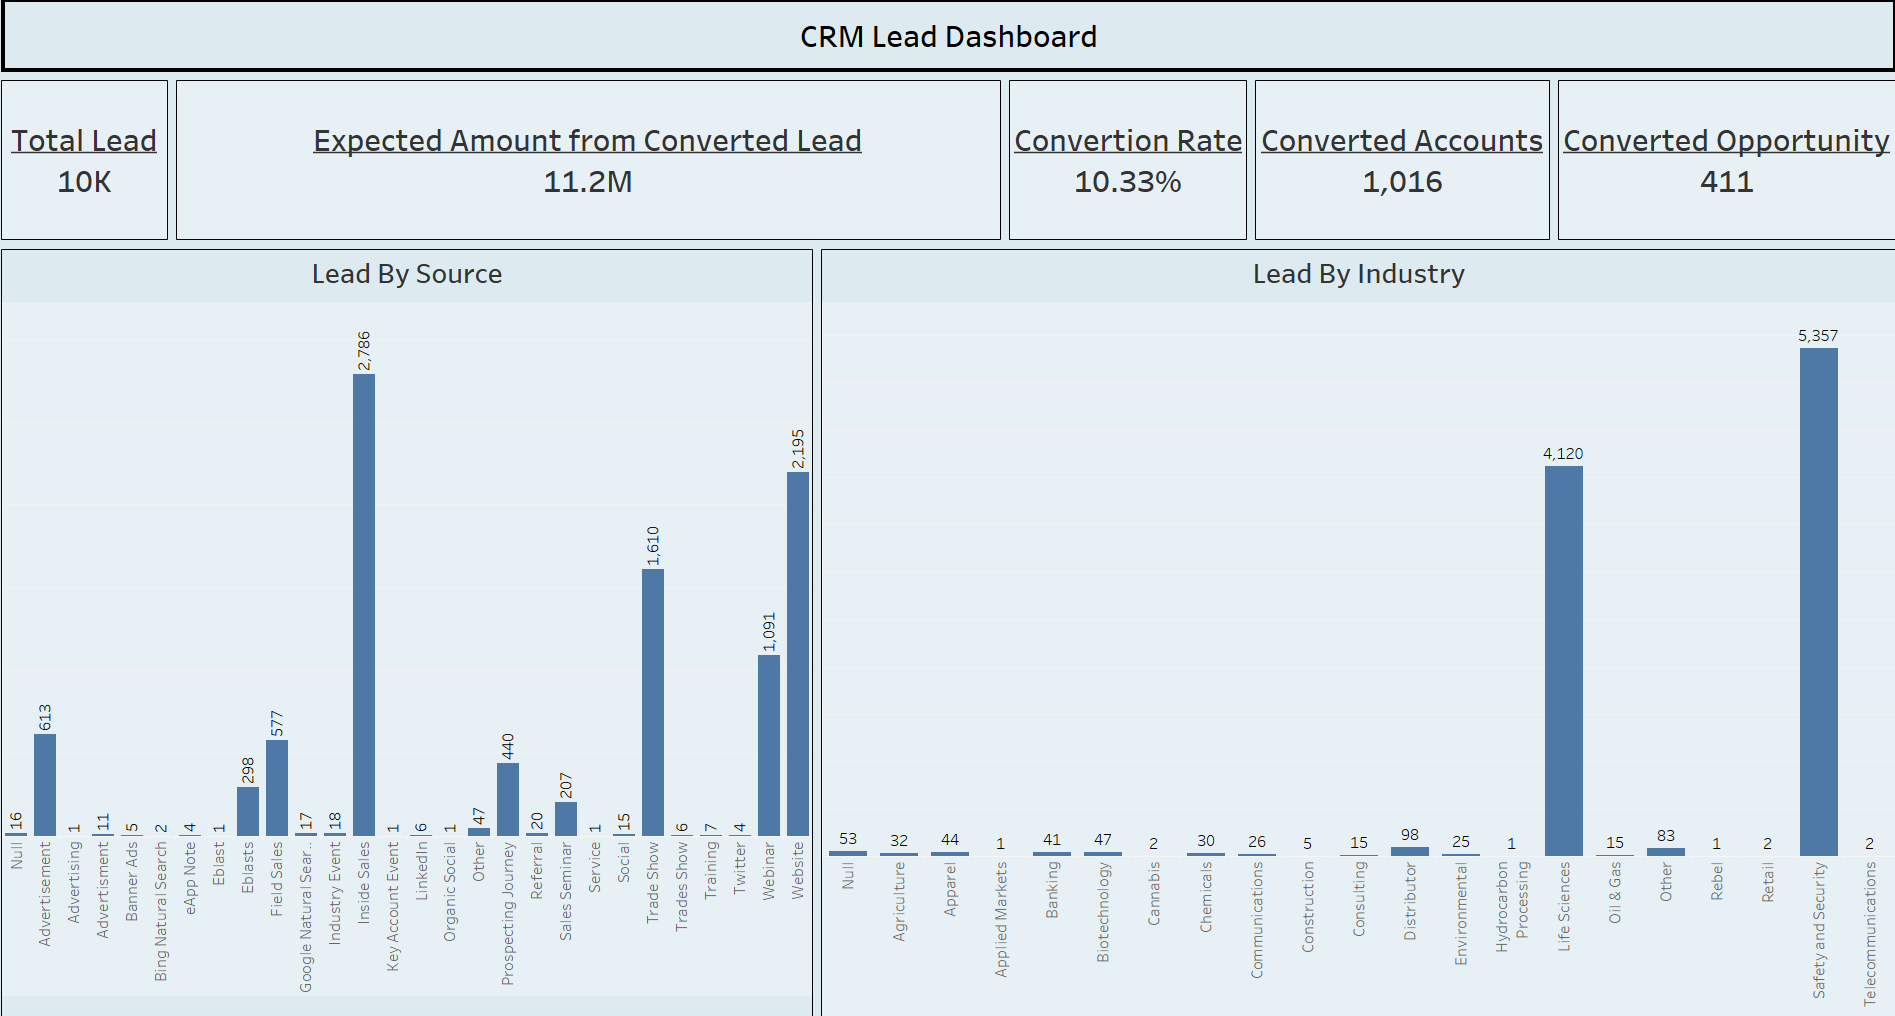 CRM Lead Dashboard
Total Lead
10K
Expected Amount from Converted Lead
11.2M
Convertion Rate
10.33%
Converted Accounts
1,016
Converted Opportunity
411
Lead By Source
16
613
1
11
5
2
4
1
298
577
17
18
2,786
1
6
1
47
440
20
207
1
15
1,610
6
7
4
1,091
2,195
Null
Advertisement
Advertising
Advertisment
Banner Ads
Bing Natural Search
eApp Note
Eblast
Eblasts
Field Sales
Google Natural Sear..
Industry Event
Inside Sales
Key Account Event
LinkedIn
Organic Social
Other
Prospecting Journey
Referral
Sales Seminar
Service
Social
Trade Show
Trades Show
Training
Twitter
Webinar
Website
Lead By Industry
53
32
44
1
41
47
2
30
26
5
15
98
25
1
4,120
15
83
1
2
5,357
2
Null
Agriculture
Apparel
Applied Markets
Banking
Biotechnology
Cannabis
Chemicals
Communications
Construction
Consulting
Distributor
Environmental
Hydrocarbon
Processing
Life Sciences
Oil & Gas
Other
Rebel
Retail
Safety and Security
Telecommunications